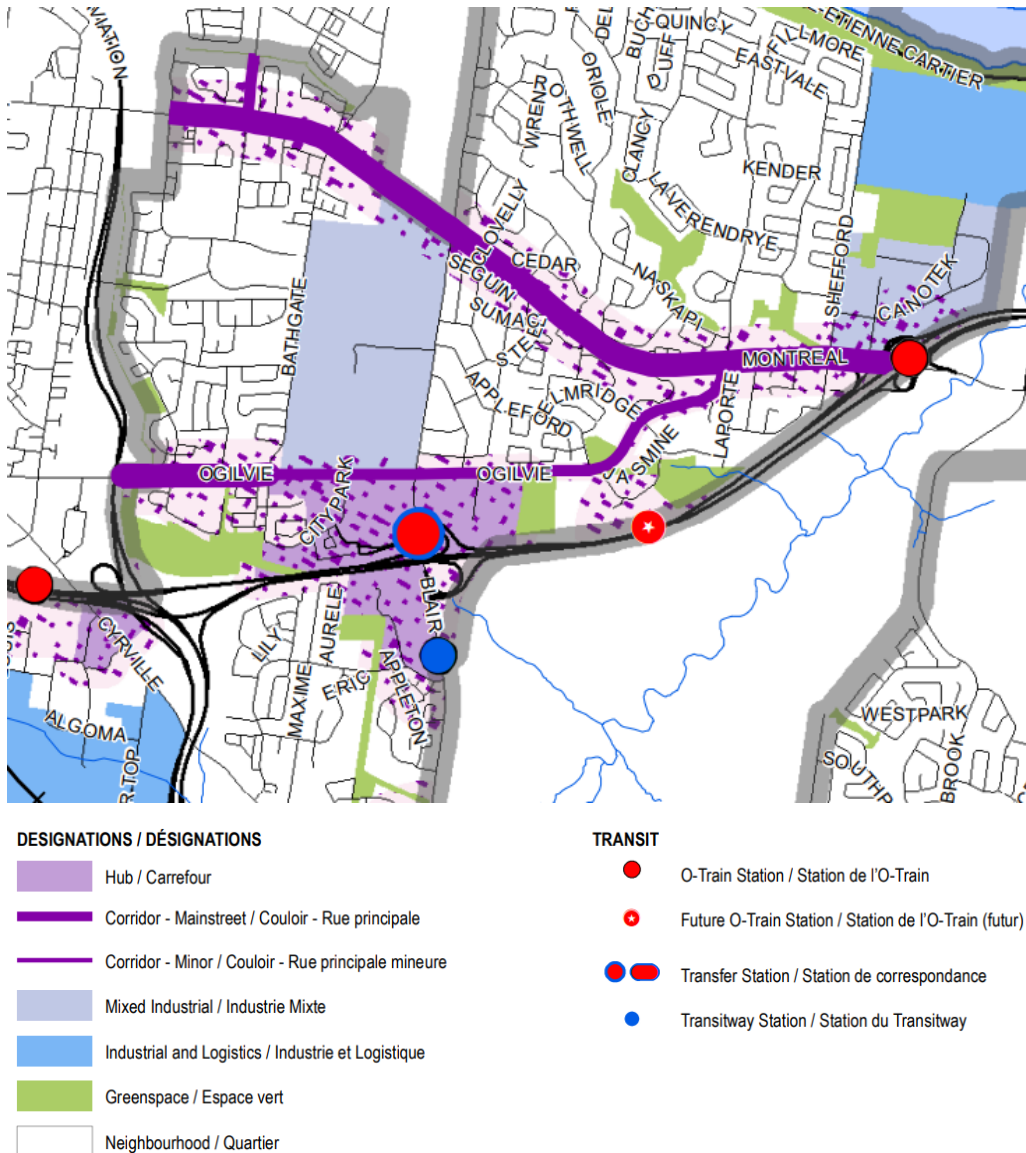 AVIATION
QUINCY
FILLMORE
EASTVALE
ETIENNE CARTIER
DUFF
ORIOLE
ROTHWELL
WREN
CLANCY
KENDER
LAVERENDRYE
CLOVELLY
CEDAR
SEGUIN
NASKAPI
SHEFFORD
CANOTEK
SUMAC
BATHGATE
MONTREAL
APPLEFORD
ELMRIDGE
LAPORTE
JASMINE
OGILVIE
OGILVIE
CITY PARK
BLAIR
CYRVILLE
LILY
AURELE
MAXIME
ERIC
APPLETON
ALGOMA
WESTPARK
BROOK
DESIGNATIONS / DÉSIGNATIONS
Hub / Carrefour
Corridor - Mainstreet / Couloir - Rue principale
Corridor - Minor / Couloir - Rue principale mineure
Mixed Industrial / Industrie Mixte
Industrial and Logistics / Industrie et Logistique
Greenspace / Espace vert
Neighbourhood / Quartier
TRANSIT
O-Train Station / Station de l'O-Train
Future O-Train Station / Station de l'O-Train (futur)
Transfer Station / Station de correspondance
Transitway Station / Station du Transitway